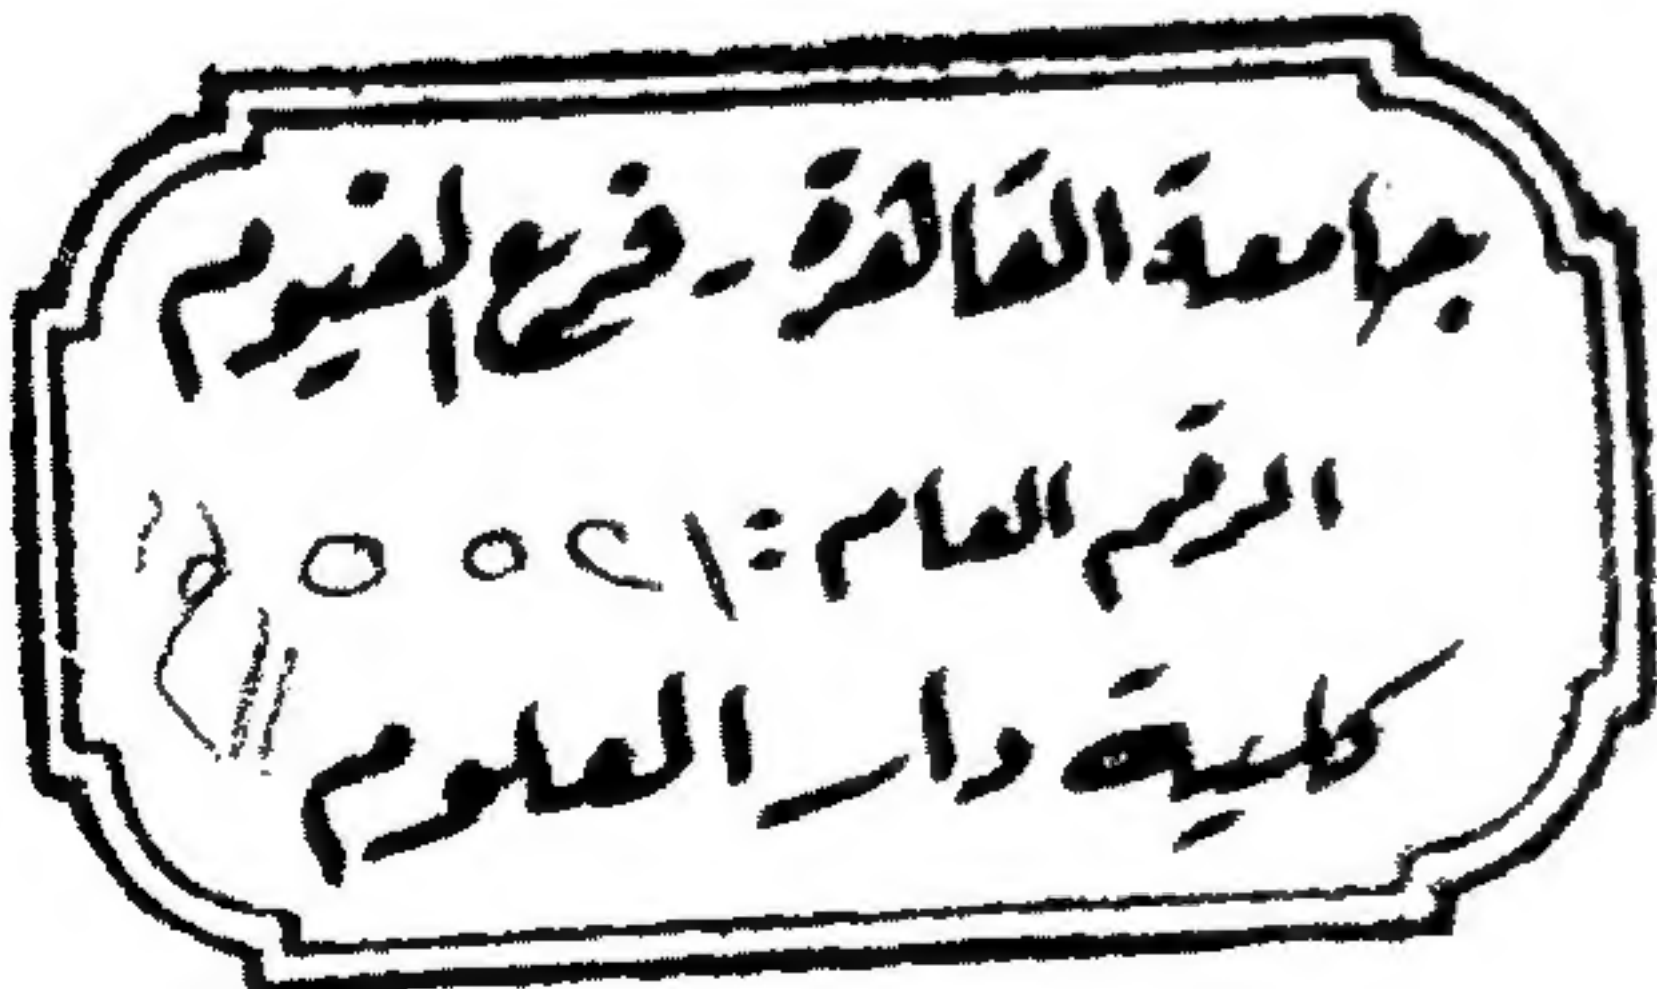 جامعة القاهرة - فرع الفيوم
الرقم العام : ٥٥٢١
كلية دار العلوم